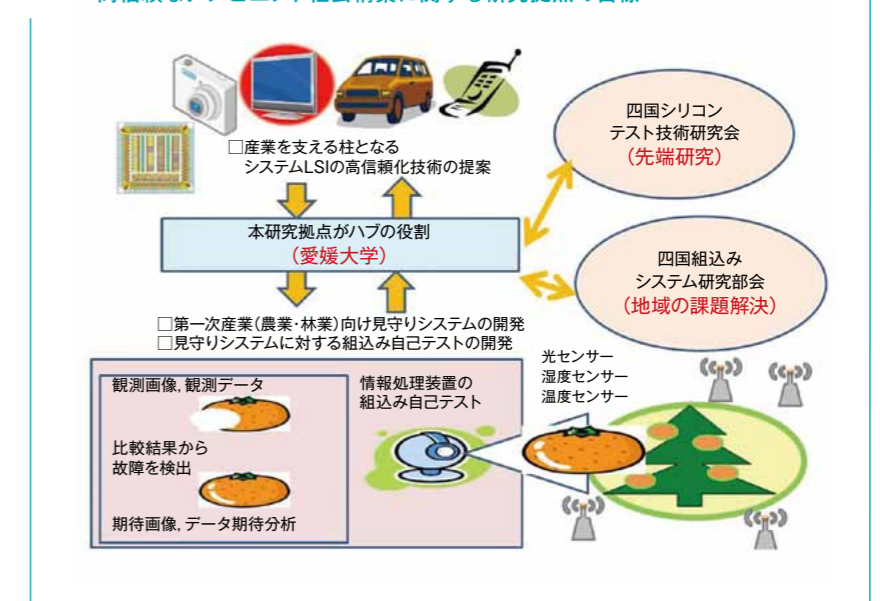 □産業を支える柱となる
システムLSIの高信頼化技術の提案
四国シリコン
テスト技術研究会
(先端研究)
本研究拠点がハブの役割
(愛媛大学)
四国組込み
システム研究部会
(地域の課題解決)
□第一次産業(農業・林業)向け見守りシステムの開発
□見守りシステムに対する組込み自己テストの開発
観測画像, 観測データ
比較結果から
故障を検出
期待画像, データ期待分析
情報処理装置の
組込み自己テスト
光センサー
湿度センサー
温度センサー